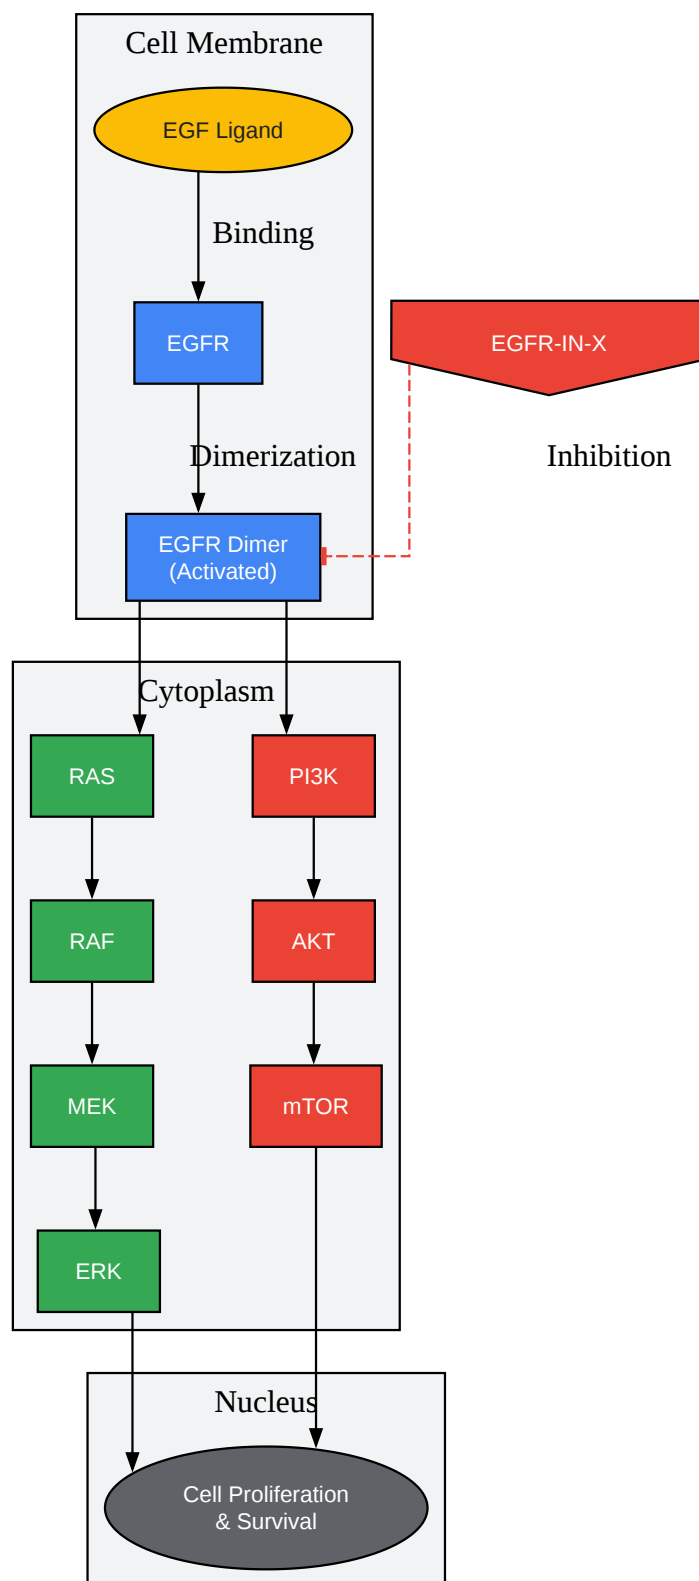 Cell Membrane
EGF Ligand
Binding
EGFR
EGFR-IN-X
Dimerization
Inhibition
EGFR Dimer
(Activated)
Cytoplasm
RAS
PI3K
RAF
AKT
MEK
mTOR
ERK
Nucleus
Cell Proliferation
& Survival